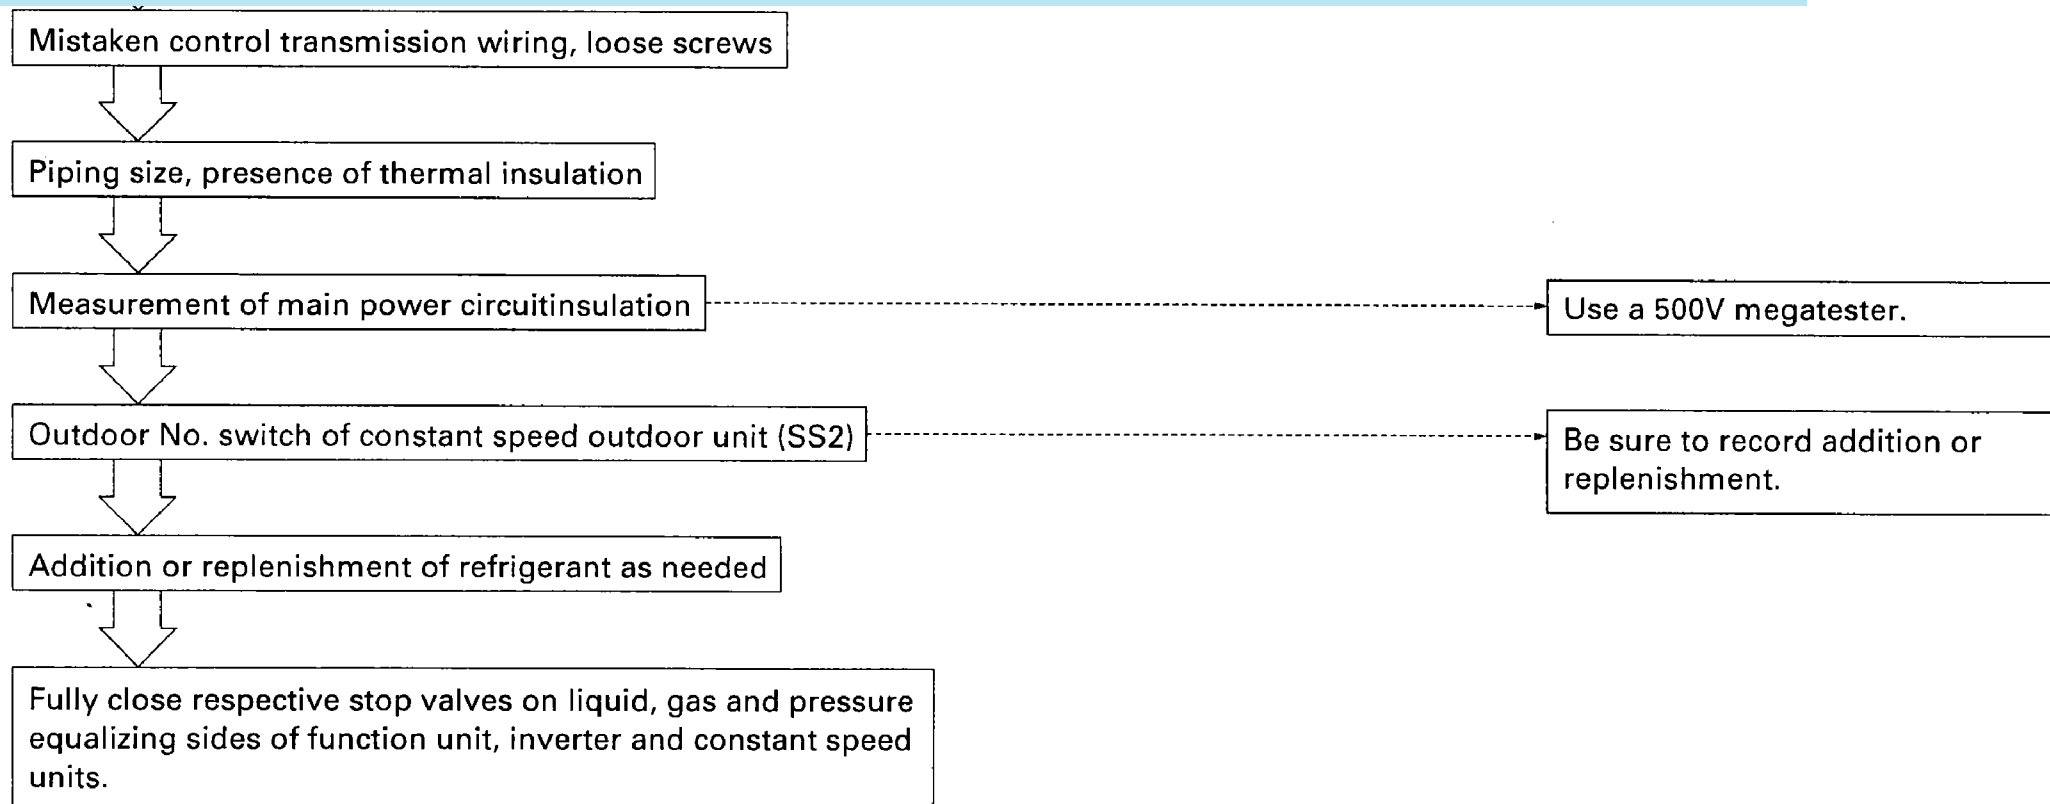 Mistaken control transmission wiring, loose screws
Piping size, presence of thermal insulation
Measurement of main power circuitinsulation
Use a 500V megatester.
Outdoor No. switch of constant speed outdoor unit (SS2)
Be sure to record addition or
replenishment.
Addition or replenishment of refrigerant as needed
Fully close respective stop valves on liquid, gas and pressure
equalizing sides of function unit, inverter and constant speed
units.